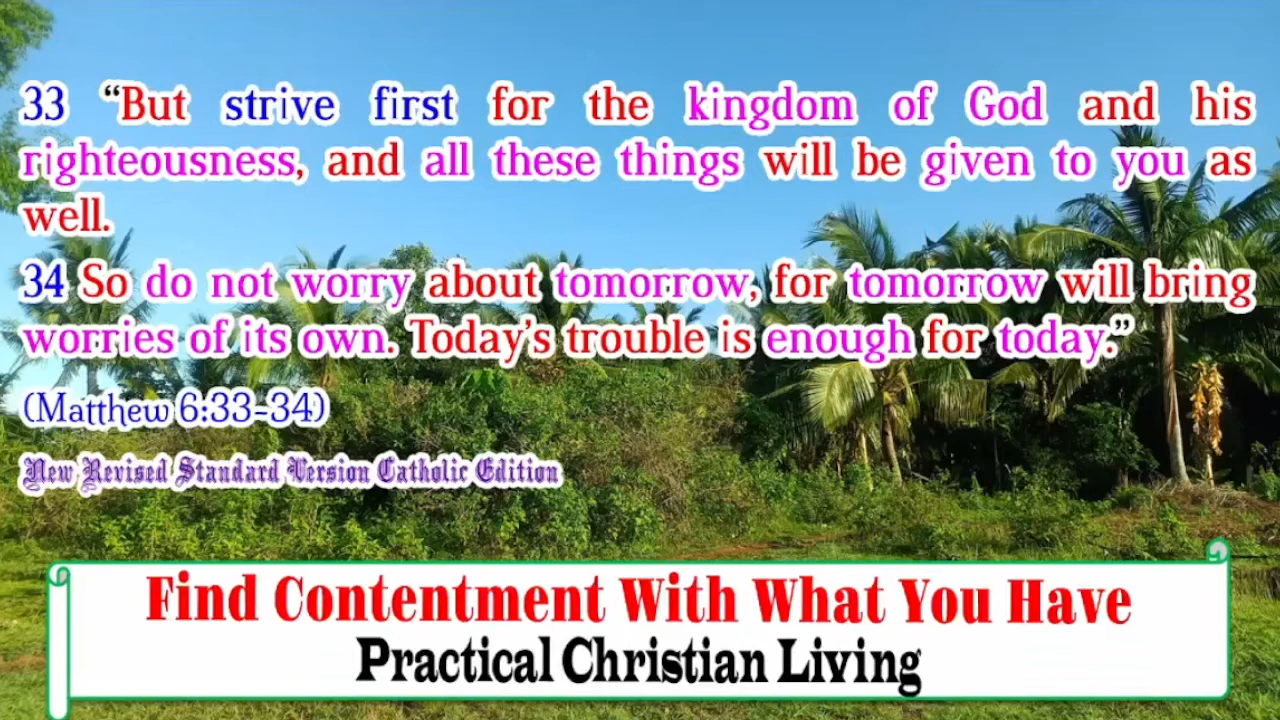 33 “But strive first for the kingdom of God and his
righteousness, and all these things will be given to you as
well.
34 So do not worry about tomorrow, for tomorrow will bring
worries of its own. Today’s trouble is enough for today.”
(Matthew 6:33-34)
New Revised Standard Version Catholic Edition
Find Contentment With What You Have
Practical Christian Living